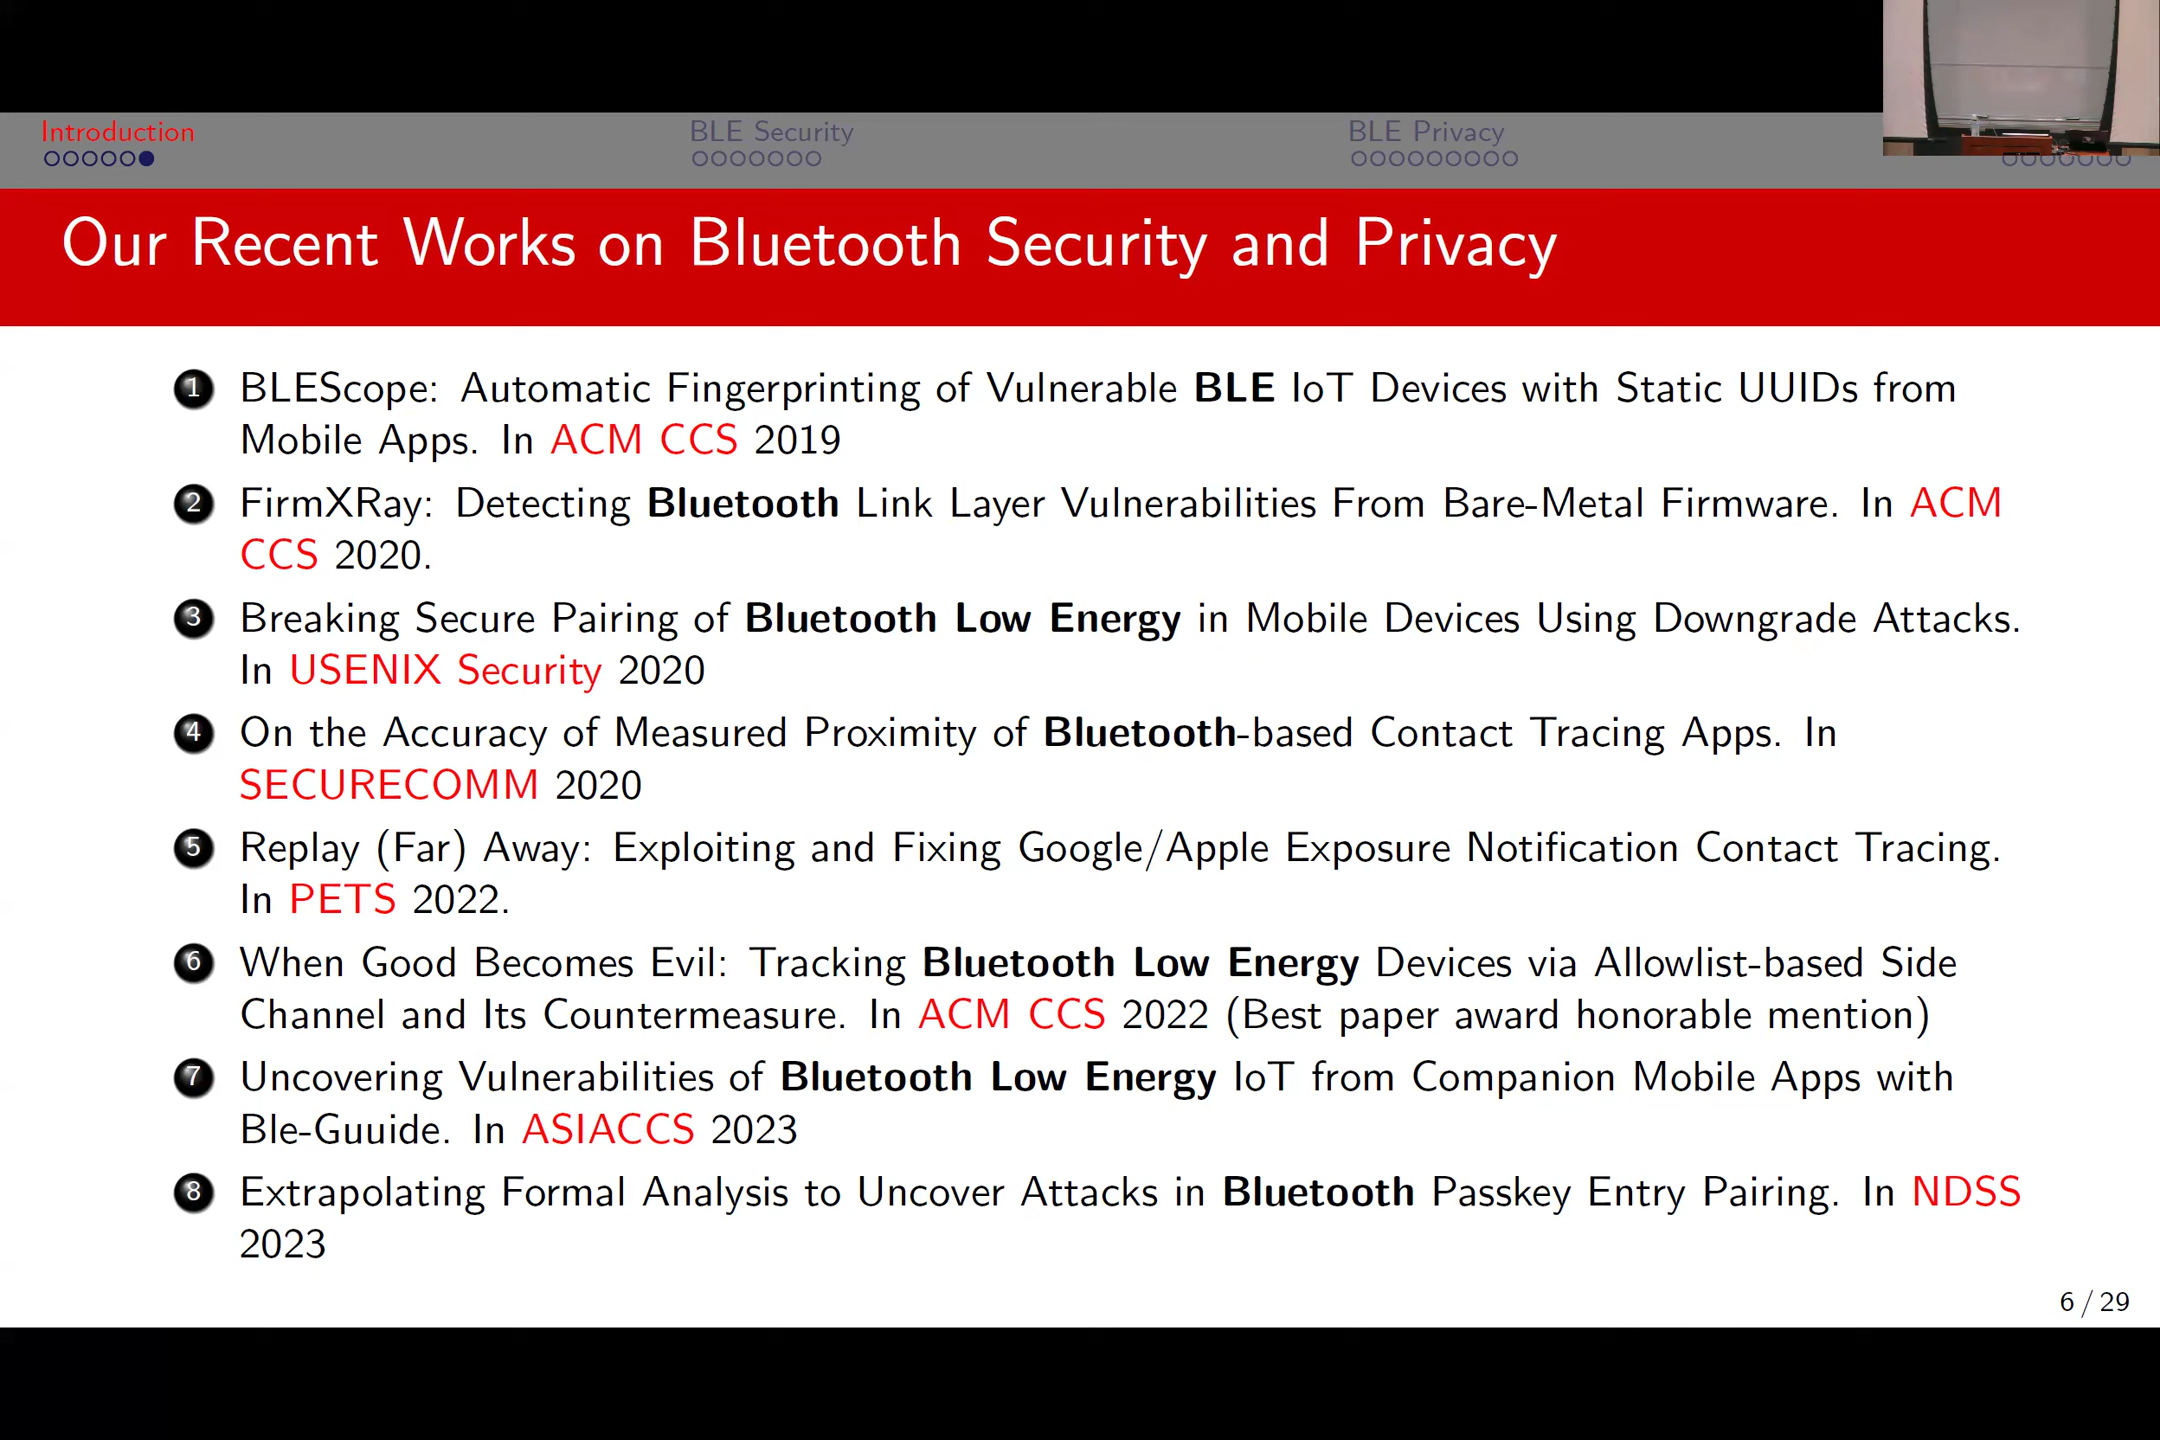 Introduction
BLE Security
BLE Privacy
Our Recent Works on Bluetooth Security and Privacy
1 BLEScope: Automatic Fingerprinting of Vulnerable BLE IoT Devices with Static UUIDs from
Mobile Apps. In ACM CCS 2019
2 FirmXRay: Detecting Bluetooth Link Layer Vulnerabilities From Bare-Metal Firmware. In ACM
CCS 2020.
3 Breaking Secure Pairing of Bluetooth Low Energy in Mobile Devices Using Downgrade Attacks.
In USENIX Security 2020
4 On the Accuracy of Measured Proximity of Bluetooth-based Contact Tracing Apps. In
SECURECOMM 2020
5 Replay (Far) Away: Exploiting and Fixing Google/Apple Exposure Notification Contact Tracing.
In PETS 2022.
6 When Good Becomes Evil: Tracking Bluetooth Low Energy Devices via Allowlist-based Side
Channel and Its Countermeasure. In ACM CCS 2022 (Best paper award honorable mention)
7 Uncovering Vulnerabilities of Bluetooth Low Energy IoT from Companion Mobile Apps with
Ble-Guuide. In ASIACCS 2023
8 Extrapolating Formal Analysis to Uncover Attacks in Bluetooth Passkey Entry Pairing. In NDSS
2023
6 / 29